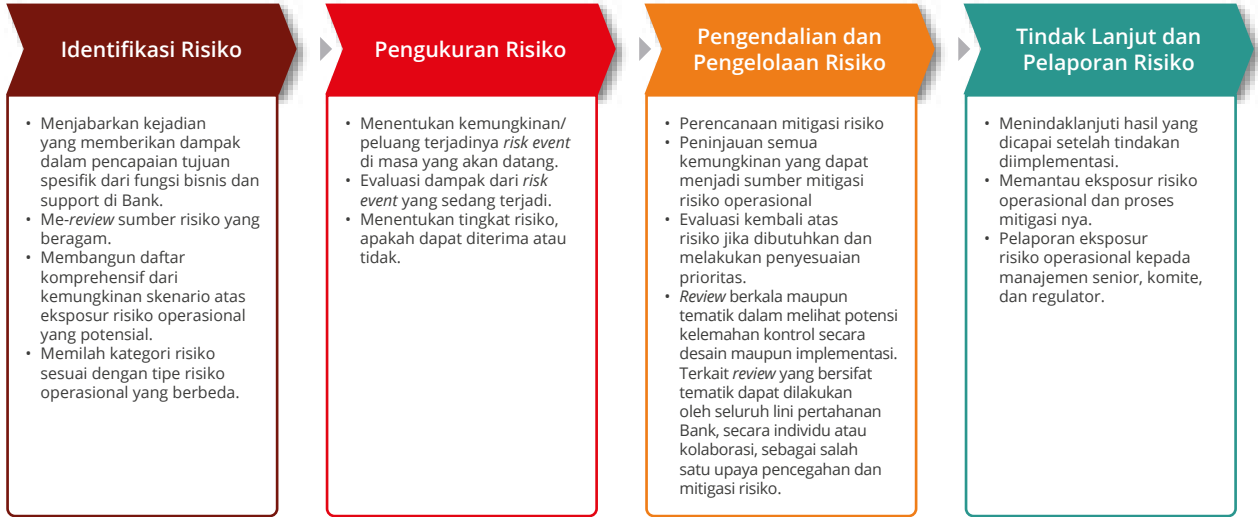 Identifikasi Risiko
• Menjabarkan kejadian
yang memberikan dampak
dalam pencapaian tujuan
spesifik dari fungsi bisnis dan
support di Bank.
• Me-review sumber risiko yang
beragam.
• Membangun daftar
komprehensif dari
kemungkinan skenario atas
eksposur risiko operasional
yang potensial.
• Memilah kategori risiko
sesuai dengan tipe risiko
operasional yang berbeda.
Pengukuran Risiko
• Menentukan kemungkinan/
peluang terjadinya risk event
di masa yang akan datang.
• Evaluasi dampak dari risk
event yang sedang terjadi.
• Menentukan tingkat risiko,
apakah dapat diterima atau
tidak.
Pengendalian dan
Pengelolaan Risiko
• Perencanaan mitigasi risiko
• Peninjauan semua
kemungkinan yang dapat
menjadi sumber mitigasi
risiko operasional
• Evaluasi kembali atas
risiko jika dibutuhkan dan
melakukan penyesuaian
prioritas.
• Review berkala maupun
tematik dalam melihat potensi
kelemahan kontrol secara
desain maupun implementasi.
Terkait review yang bersifat
tematik dapat dilakukan
oleh seluruh lini pertahanan
Bank, secara individu atau
kolaborasi, sebagai salah
satu upaya pencegahan dan
mitigasi risiko.
Tindak Lanjut dan
Pelaporan Risiko
• Menindaklanjuti hasil yang
dicapai setelah tindakan
diimplementasi.
• Memantau eksposur risiko
operasional dan proses
mitigasi nya.
• Pelaporan eksposur
risiko operasional kepada
manajemen senior, komite,
dan regulator.